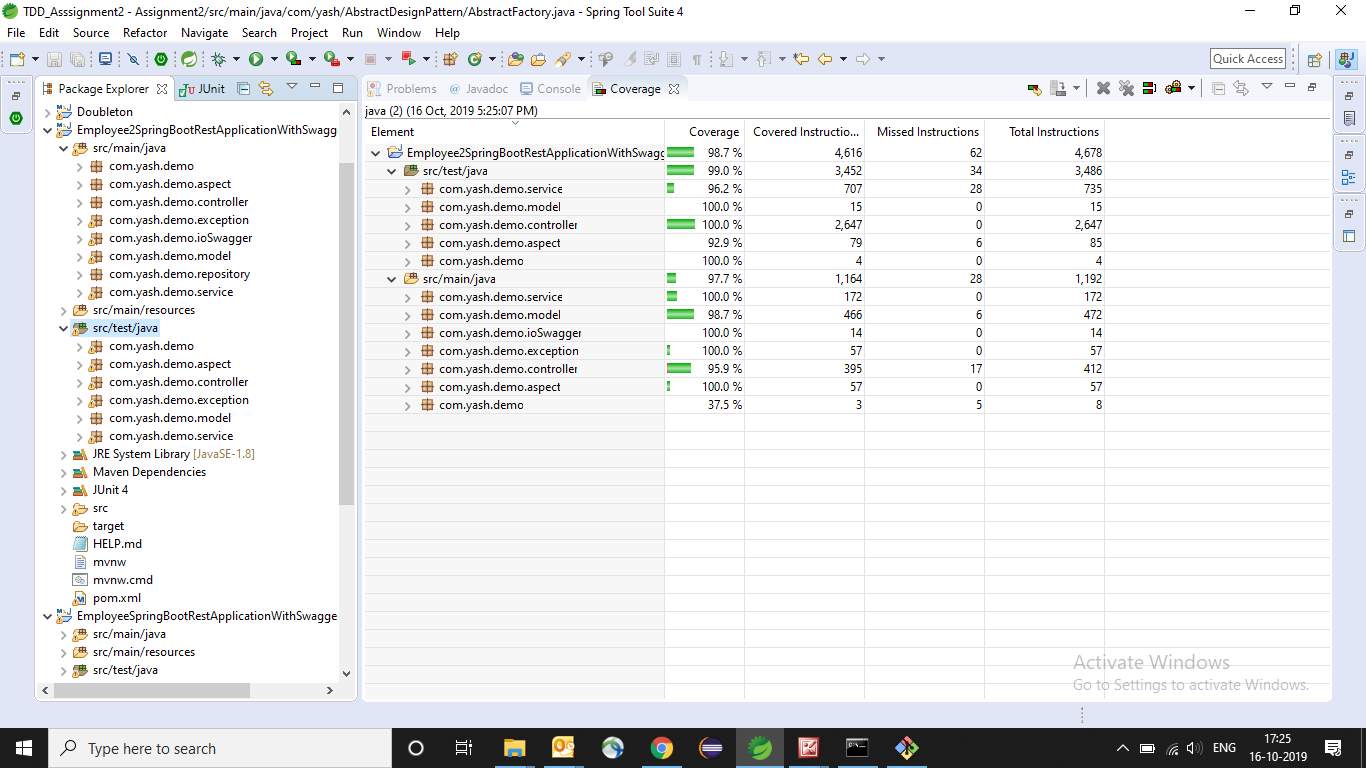 TDD_Asssignment2 - Assignment2/src/main/java/com/yash/AbstractDesignPattern/AbstractFactory.java - Spring Tool Suite 4
File Edit Source Refactor Navigate Search Project Run Window Help
Quick Access
Package Explorer JUnit
Doubleton
Employee2SpringBootRestApplicationWithSwagg
src/main/java
com.yash.demo
com.yash.demo.aspect
com.yash.demo.controller
com.yash.demo.exception
com.yash.demo.ioSwagger
com.yash.demo.model
com.yash.demo.repository
com.yash.demo.service
src/main/resources
src/test/java
com.yash.demo
com.yash.demo.aspect
com.yash.demo.controller
com.yash.demo.exception
com.yash.demo.model
com.yash.demo.service
JRE System Library [JavaSE-1.8]
Maven Dependencies
JUnit 4
src
target
HELP.md
mvnw
mvnw.cmd
pom.xml
EmployeeSpringBootRestApplicationWithSwagge
src/main/java
src/main/resources
src/test/java
Problems @ Javadoc Console Coverage
java (2) (16 Oct, 2019 5:25:07 PM)
Element Coverage Covered Instructio... Missed Instructions Total Instructions
Employee2SpringBootRestApplicationWithSwagg 98.7 % 4,616 62 4,678
src/test/java 99.0 % 3,452 34 3,486
com.yash.demo.service 96.2 % 707 28 735
com.yash.demo.model 100.0 % 15 0 15
com.yash.demo.controller 100.0 % 2,647 0 2,647
com.yash.demo.aspect 92.9 % 79 6 85
com.yash.demo 100.0 % 4 0 4
src/main/java 97.7 % 1,164 28 1,192
com.yash.demo.service 100.0 % 172 0 172
com.yash.demo.model 98.7 % 466 6 472
com.yash.demo.ioSwagger 100.0 % 14 0 14
com.yash.demo.exception 100.0 % 57 0 57
com.yash.demo.controller 95.9 % 395 17 412
com.yash.demo.aspect 100.0 % 57 0 57
com.yash.demo 37.5 % 3 5 8
Activate Windows
Go to Settings to activate Windows.
Type here to search
ENG
17:25
16-10-2019